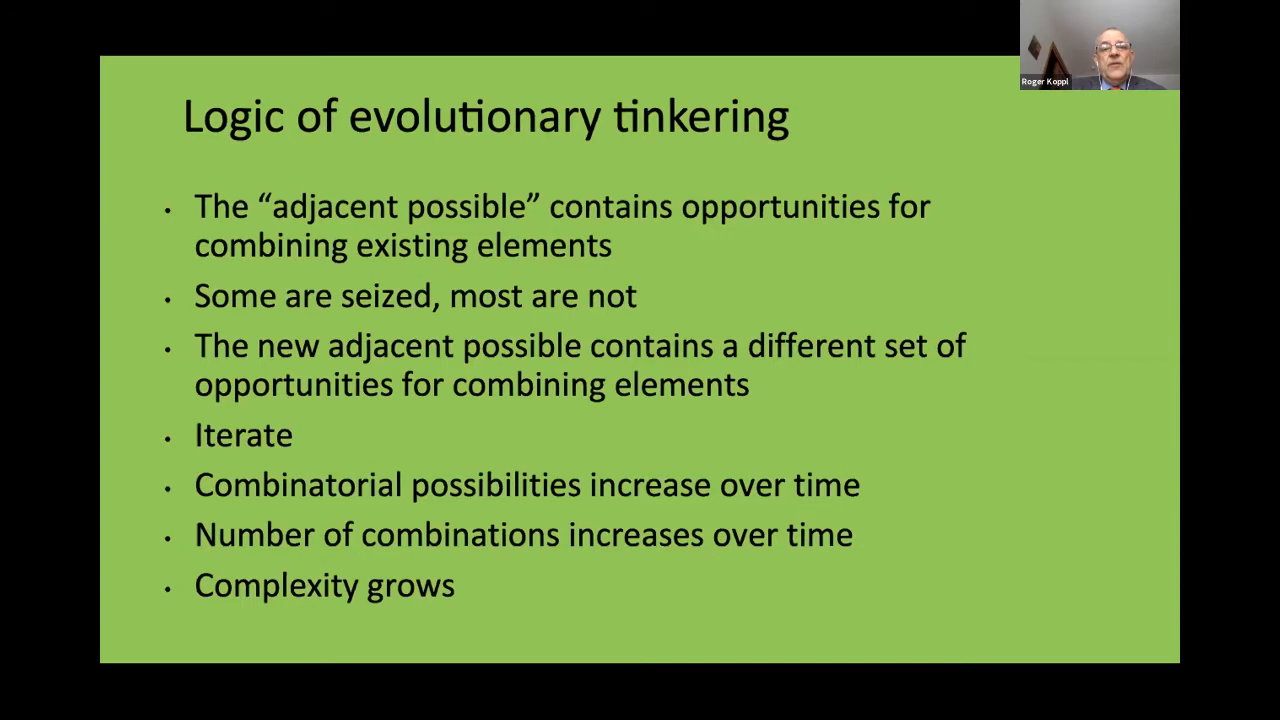 Roger Koppl
Logic of evolutionary tinkering
• The “adjacent possible” contains opportunities for
combining existing elements
• Some are seized, most are not
• The new adjacent possible contains a different set of
opportunities for combining elements
• Iterate
• Combinatorial possibilities increase over time
• Number of combinations increases over time
• Complexity grows